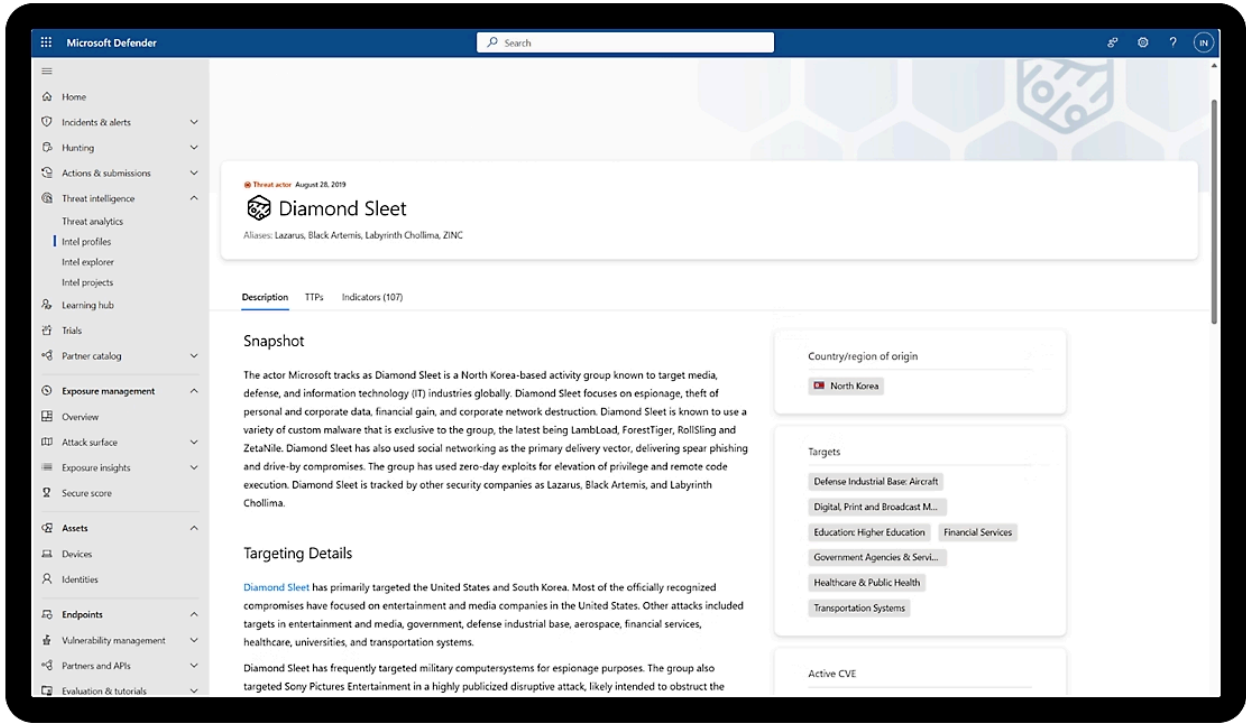 Microsoft Defender
Search
IN
Home
Incidents & alerts
Hunting
Actions & submissions
Threat intelligence
Threat analytics
Intel profiles
Intel explorer
Intel projects
Learning hub
Trials
Partner catalog
Exposure management
Overview
Attack surface
Exposure insights
Secure score
Assets
Devices
Identities
Endpoints
Vulnerability management
Partners and APIs
Evaluation & tutorials
Threat actor August 28, 2019
Diamond Sleet
Aliases: Lazarus, Black Artemis, Labyrinth Chollima, ZINC
Description TTPs Indicators (107)
Snapshot
The actor Microsoft tracks as Diamond Sleet is a North Korea-based activity group known to target media,
defense, and information technology (IT) industries globally. Diamond Sleet focuses on espionage, theft of
personal and corporate data, financial gain, and corporate network destruction. Diamond Sleet is known to use a
variety of custom malware that is exclusive to the group, the latest being LambLoad, ForestTiger, RollSling and
ZetaNile. Diamond Sleet has also used social networking as the primary delivery vector, delivering spear phishing
and drive-by compromises. The group has used zero-day exploits for elevation of privilege and remote code
execution. Diamond Sleet is tracked by other security companies as Lazarus, Black Artemis, and Labyrinth
Chollima.
Targeting Details
Diamond Sleet has primarily targeted the United States and South Korea. Most of the officially recognized
compromises have focused on entertainment and media companies in the United States. Other attacks included
targets in entertainment and media, government, defense industrial base, aerospace, financial services,
healthcare, universities, and transportation systems.
Diamond Sleet has frequently targeted military computersystems for espionage purposes. The group also
targeted Sony Pictures Entertainment in a highly publicized disruptive attack, likely intended to obstruct the
Country/region of origin
North Korea
Targets
Defense Industrial Base: Aircraft
Digital, Print and Broadcast M...
Education: Higher Education Financial Services
Government Agencies & Servi...
Healthcare & Public Health
Transportation Systems
Active CVE